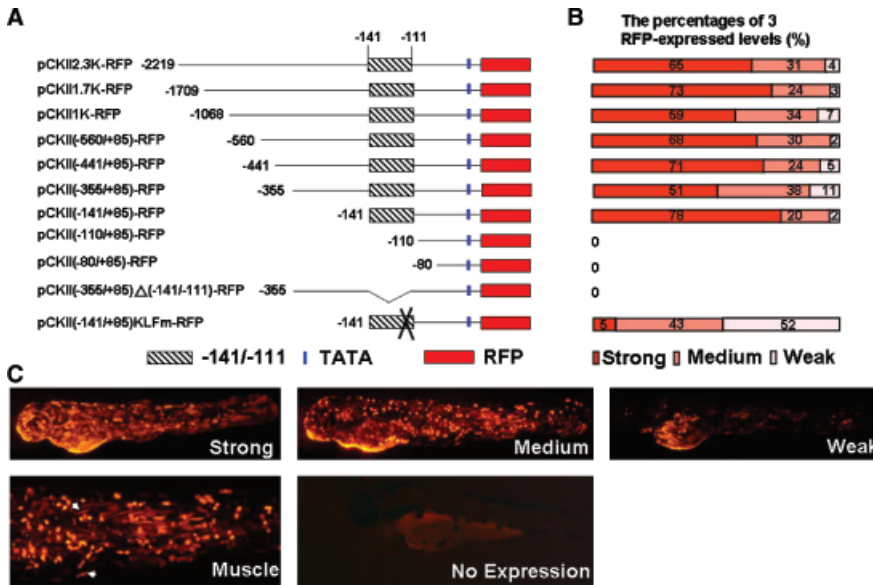 A
B
-141 -111
The percentages of 3
RFP-expressed levels (%)
pCKII2.3K-RFP -2219 65 31 4
pCKII1.7K-RFP -1709 73 24 3
pCKII1K-RFP -1068 59 34 7
pCKII(-560/+85)-RFP -560 68 30 2
pCKII(-441/+85)-RFP -441 71 24 5
pCKII(-355/+85)-RFP -355 51 38 11
pCKII(-141/+85)-RFP -141 78 20 2
pCKII(-110/+85)-RFP -110 0
pCKII(-80/+85)-RFP -80 0
pCKII(-355/+85)△(-141/-111)-RFP -355 0
pCKII(-141/+85)KLFm-RFP -141 5 43 52
-141/-111 TATA RFP Strong Medium Weak
C
Strong Medium Weak
Muscle No Expression